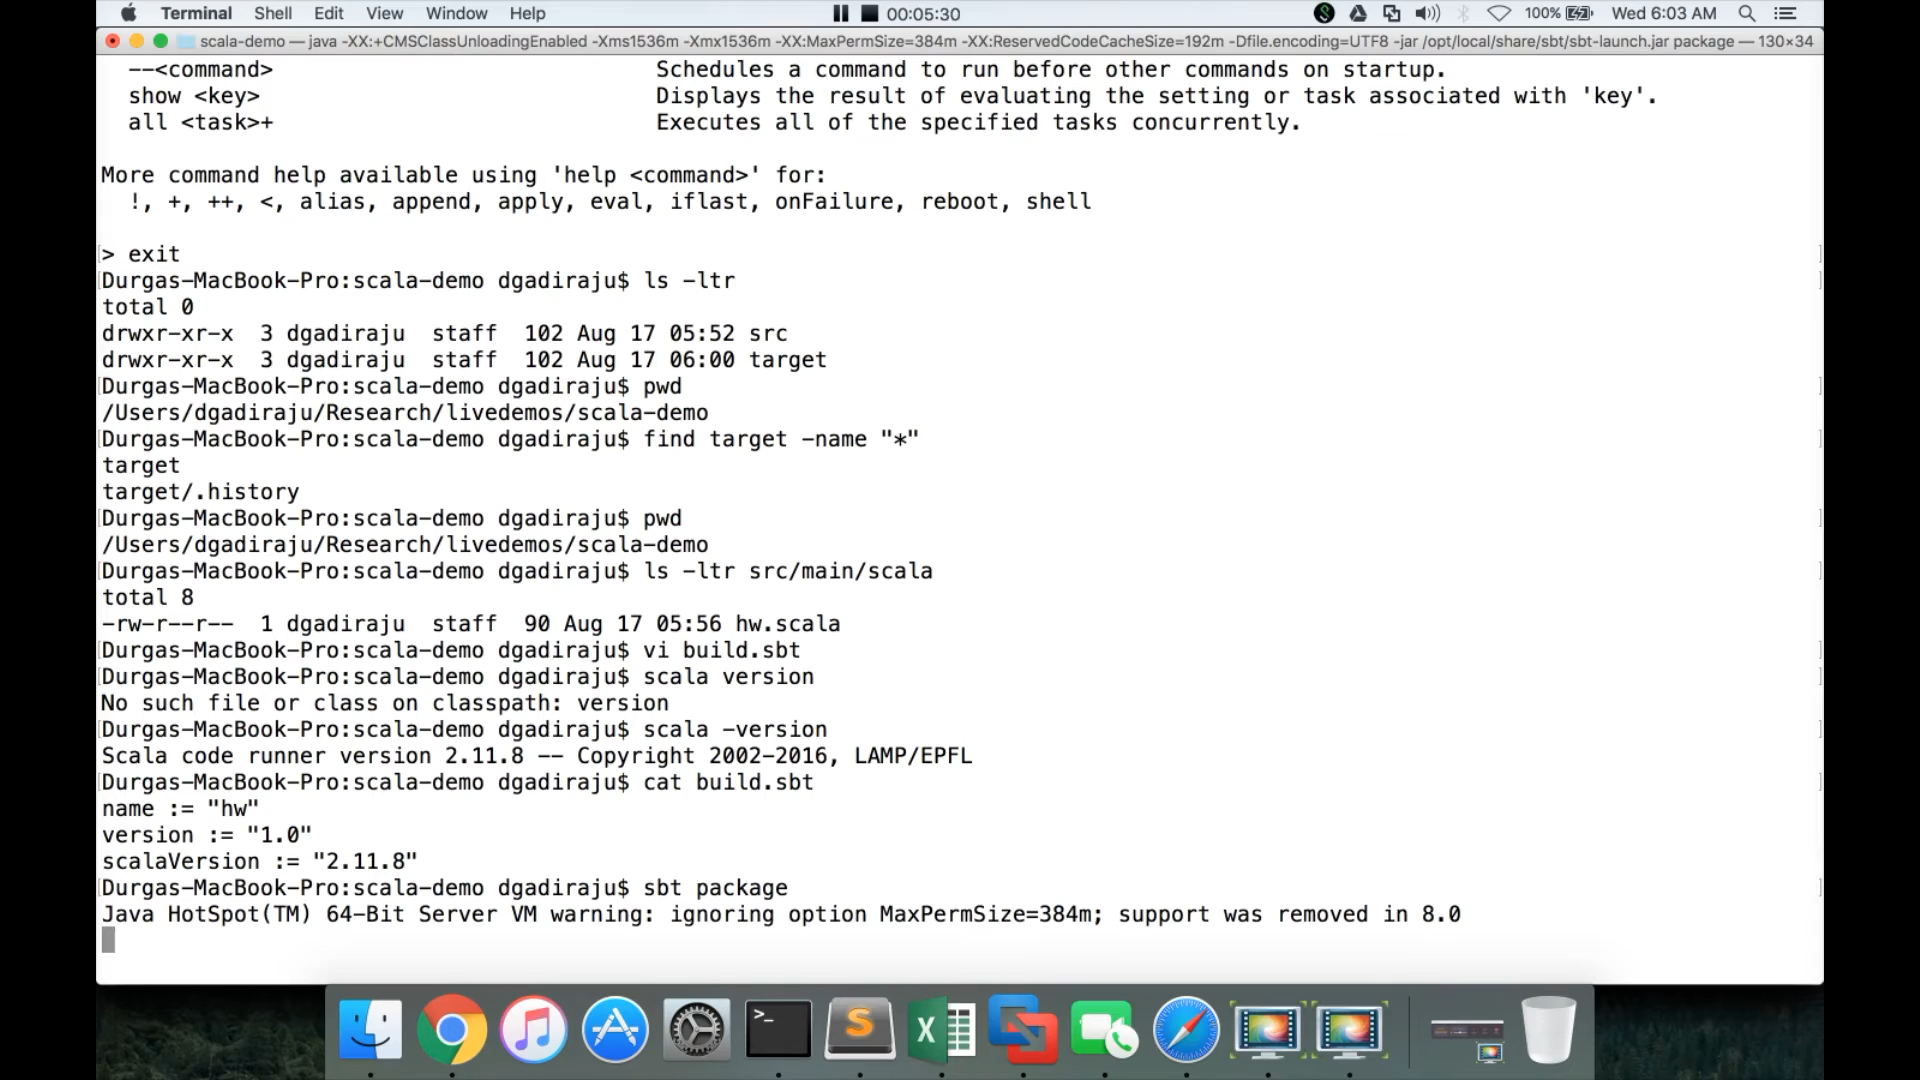 Terminal Shell Edit View Window Help 00:05:30 100% Wed 6:03 AM
scala-demo — java -XX:+CMSClassUnloadingEnabled -Xms1536m -Xmx1536m -XX:MaxPermSize=384m -XX:ReservedCodeCacheSize=192m -Dfile.encoding=UTF8 -jar /opt/local/share/sbt/sbt-launch.jar package — 130×34
--<command> Schedules a command to run before other commands on startup.
show <key> Displays the result of evaluating the setting or task associated with 'key'.
all <task>+ Executes all of the specified tasks concurrently.
More command help available using 'help <command>' for:
!, +, ++, <, alias, append, apply, eval, iflast, onFailure, reboot, shell
> exit
Durgas-MacBook-Pro:scala-demo dgadiraju$ ls -ltr
total 0
drwxr-xr-x 3 dgadiraju staff 102 Aug 17 05:52 src
drwxr-xr-x 3 dgadiraju staff 102 Aug 17 06:00 target
Durgas-MacBook-Pro:scala-demo dgadiraju$ pwd
/Users/dgadiraju/Research/livedemos/scala-demo
Durgas-MacBook-Pro:scala-demo dgadiraju$ find target -name "*"
target
target/.history
Durgas-MacBook-Pro:scala-demo dgadiraju$ pwd
/Users/dgadiraju/Research/livedemos/scala-demo
Durgas-MacBook-Pro:scala-demo dgadiraju$ ls -ltr src/main/scala
total 8
-rw-r--r-- 1 dgadiraju staff 90 Aug 17 05:56 hw.scala
Durgas-MacBook-Pro:scala-demo dgadiraju$ vi build.sbt
Durgas-MacBook-Pro:scala-demo dgadiraju$ scala version
No such file or class on classpath: version
Durgas-MacBook-Pro:scala-demo dgadiraju$ scala -version
Scala code runner version 2.11.8 -- Copyright 2002-2016, LAMP/EPFL
Durgas-MacBook-Pro:scala-demo dgadiraju$ cat build.sbt
name := "hw"
version := "1.0"
scalaVersion := "2.11.8"
Durgas-MacBook-Pro:scala-demo dgadiraju$ sbt package
Java HotSpot(TM) 64-Bit Server VM warning: ignoring option MaxPermSize=384m; support was removed in 8.0